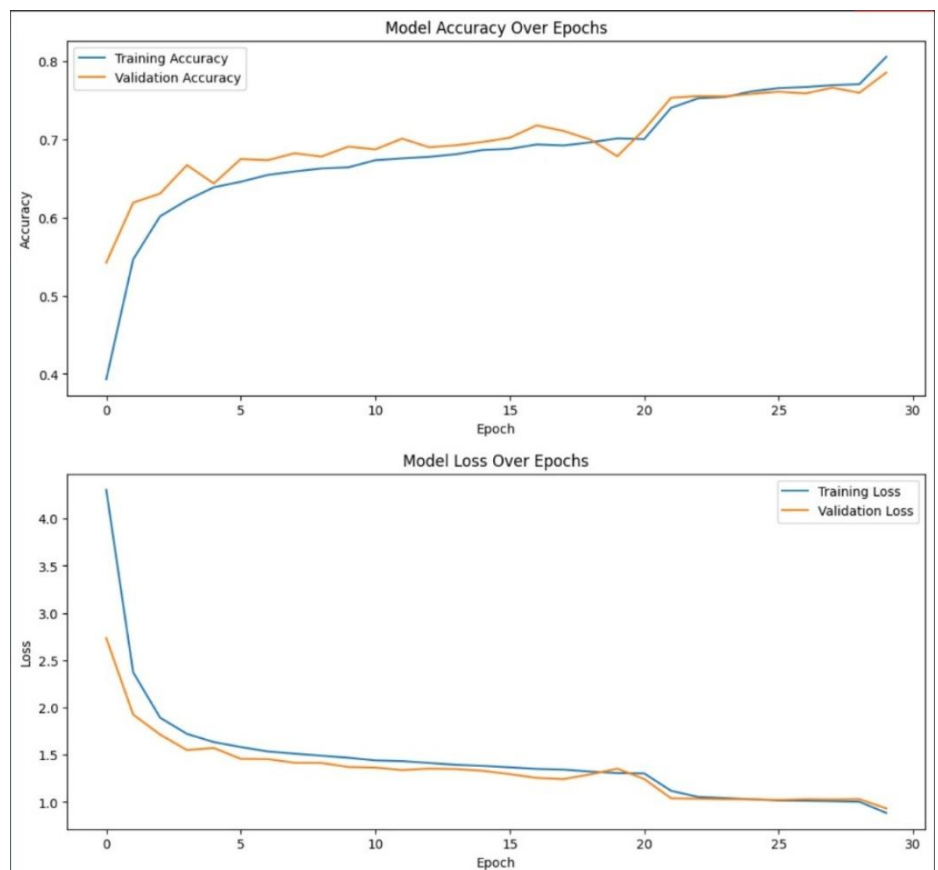 Model Accuracy Over Epochs
Training Accuracy
Validation Accuracy
0.8
0.7
0.6
0.5
0.4
Accuracy
0 5 10 15 20 25 30
Epoch
Model Loss Over Epochs
Training Loss
Validation Loss
4.0
3.5
3.0
2.5
2.0
1.5
1.0
Loss
0 5 10 15 20 25 30
Epoch